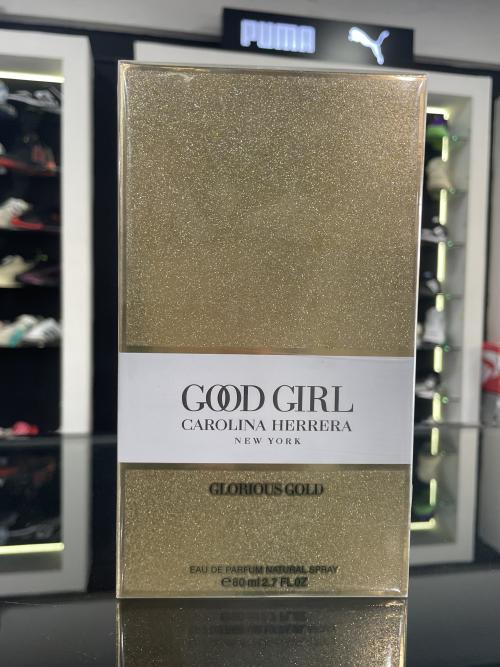 PUMA
GOOD GIRL
CAROLINA HERRERA
NEW YORK
GLORIOUS GOLD
EAU DE PARFUM NATURAL SPRAY
℮80 ml 2.7 FL.OZ